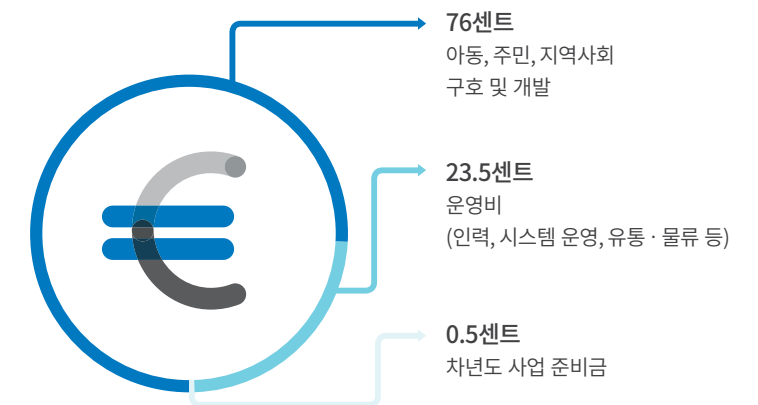 76센트
아동, 주민, 지역사회
구호 및 개발
23.5센트
운영비
(인력, 시스템 운영, 유통 · 물류 등)
0.5센트
차년도 사업 준비금